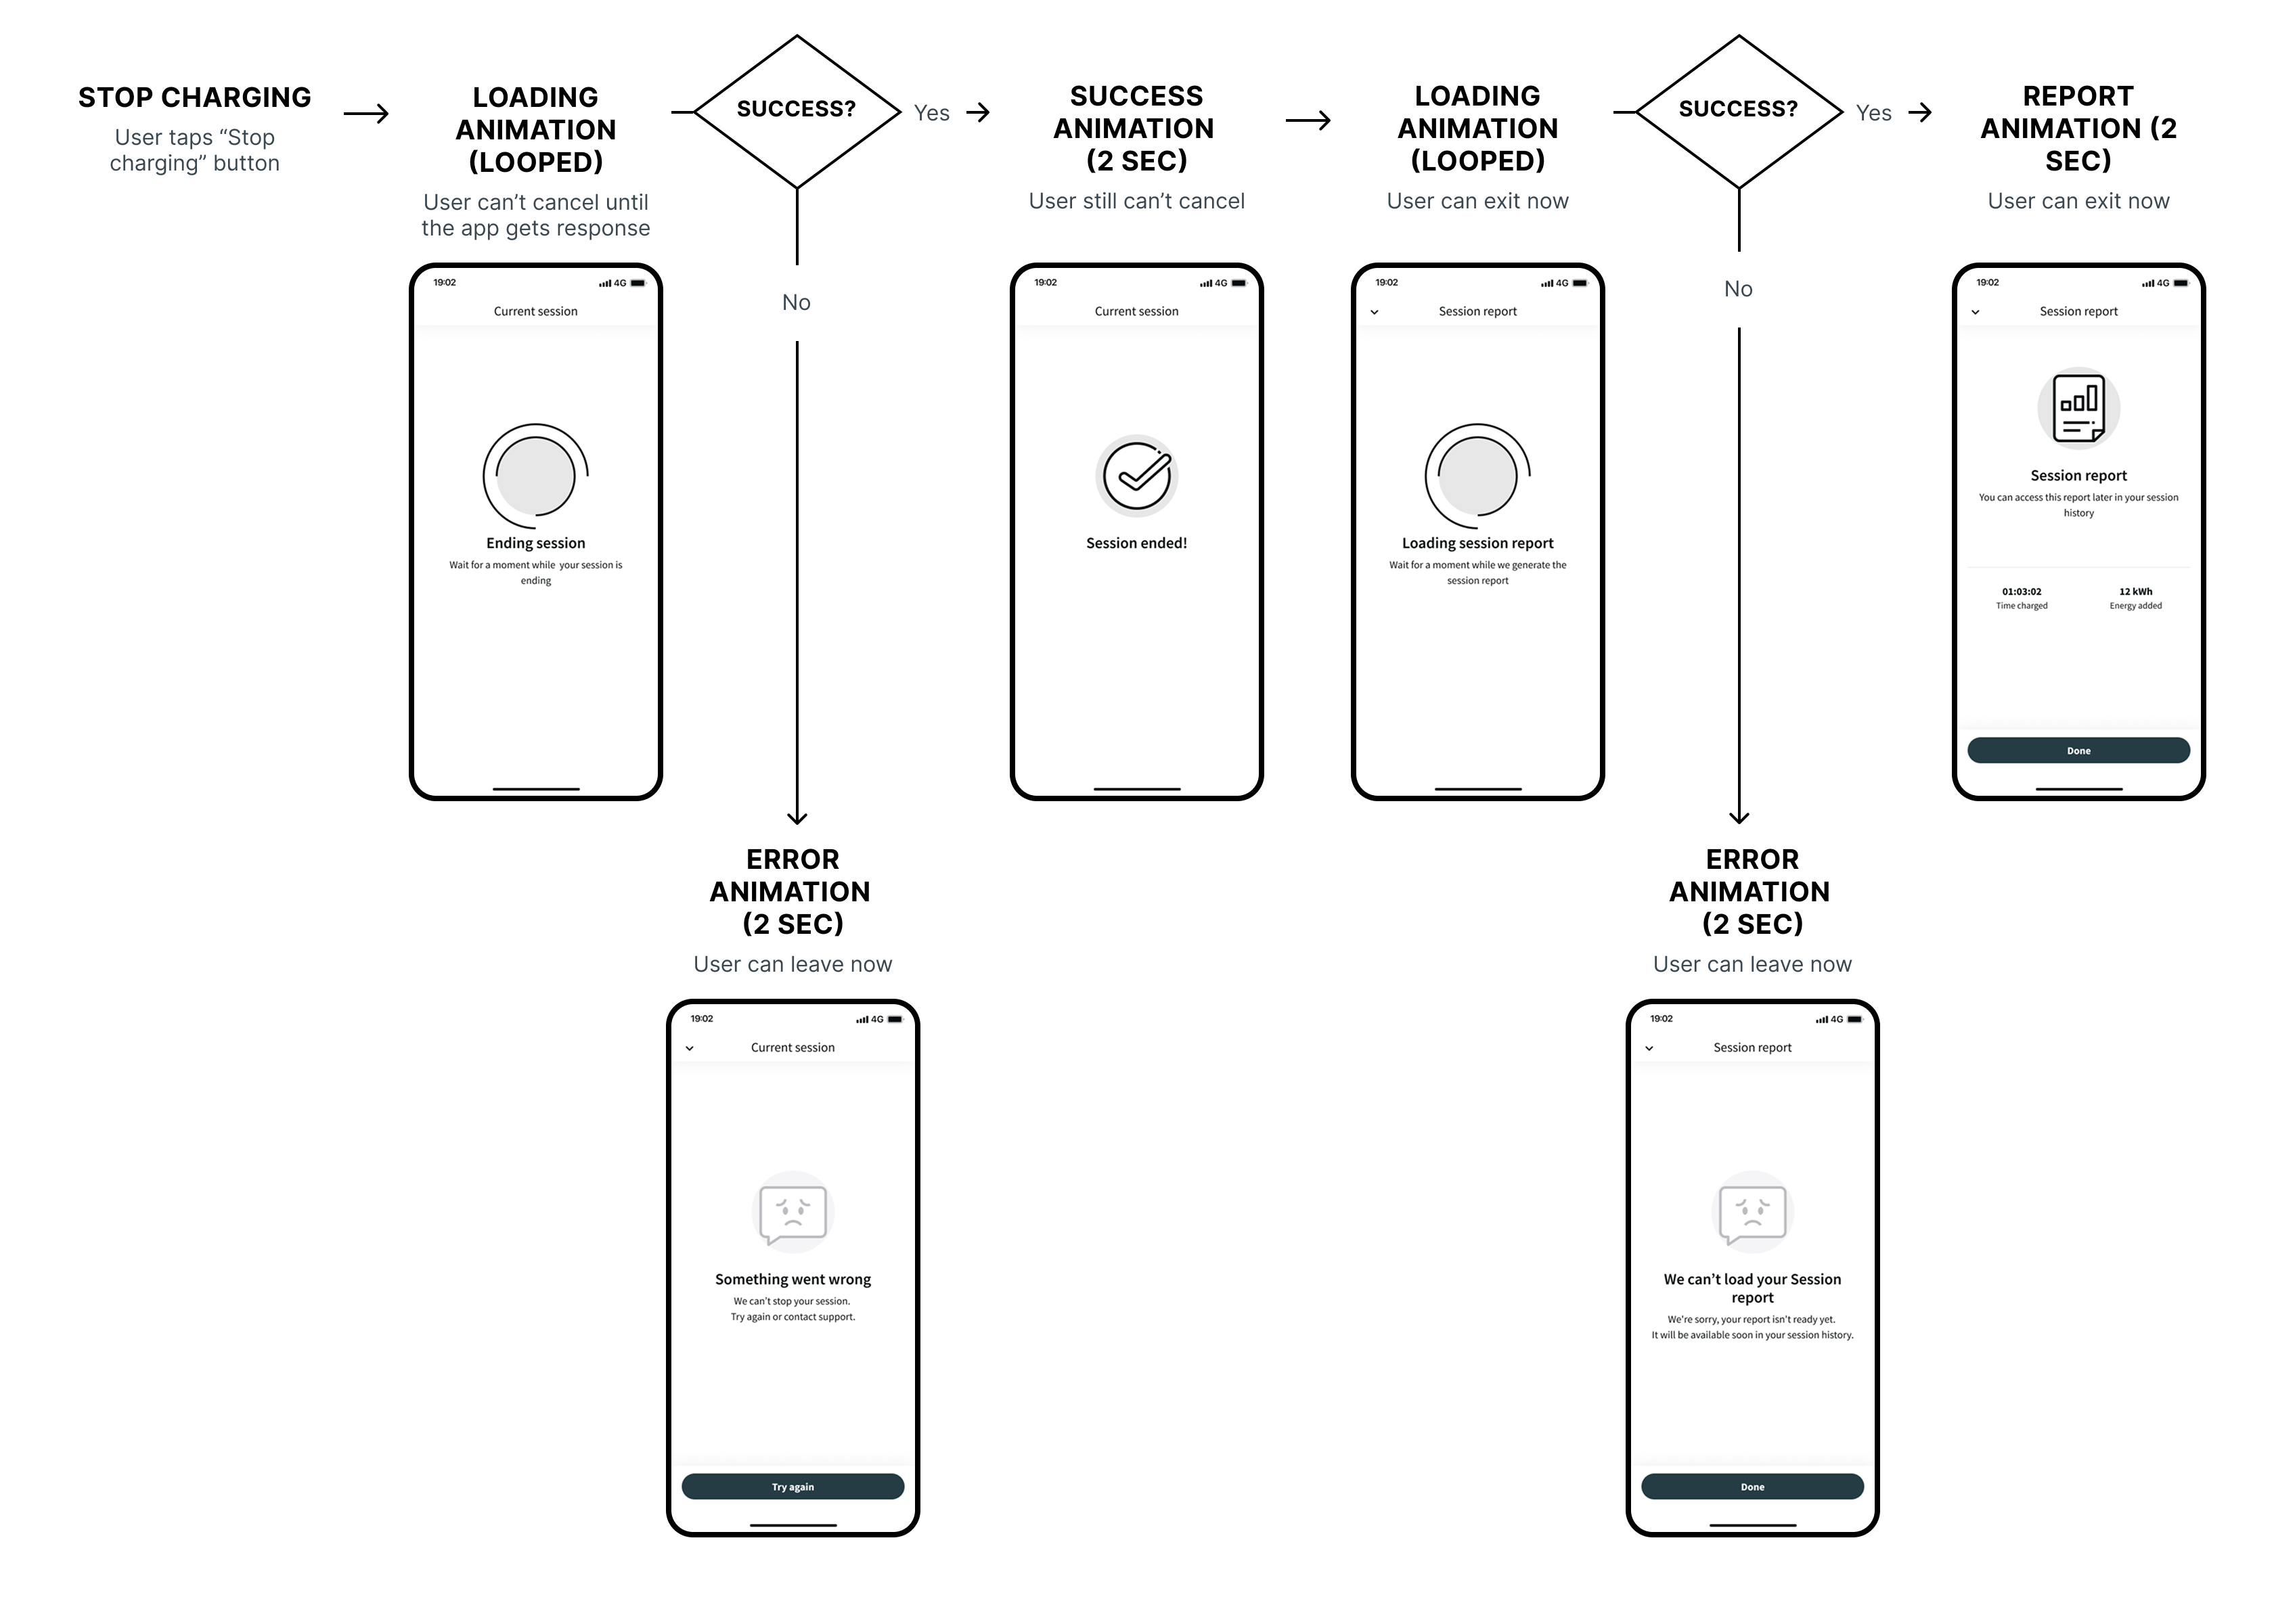 STOP CHARGING
User taps “Stop
charging” button
LOADING
ANIMATION
(LOOPED)
User can’t cancel until
the app gets response
SUCCESS?
Yes
No
SUCCESS
ANIMATION
(2 SEC)
User still can’t cancel
LOADING
ANIMATION
(LOOPED)
User can exit now
SUCCESS?
Yes
No
REPORT
ANIMATION (2
SEC)
User can exit now
19:02
4G
Current session
Ending session
Wait for a moment while  your session is
ending
19:02
4G
Current session
Session ended!
19:02
4G
Session report
Loading session report
Wait for a moment while we generate the
session report
19:02
4G
Session report
Session report
You can access this report later in your session
history
01:03:02
Time charged
12 kWh
Energy added
Done
ERROR
ANIMATION
(2 SEC)
User can leave now
19:02
4G
Current session
Something went wrong
We can’t stop your session.
Try again or contact support.
Try again
ERROR
ANIMATION
(2 SEC)
User can leave now
19:02
4G
Session report
We can’t load your Session
report
We’re sorry, your report isn’t ready yet.
It will be available soon in your session history.
Done